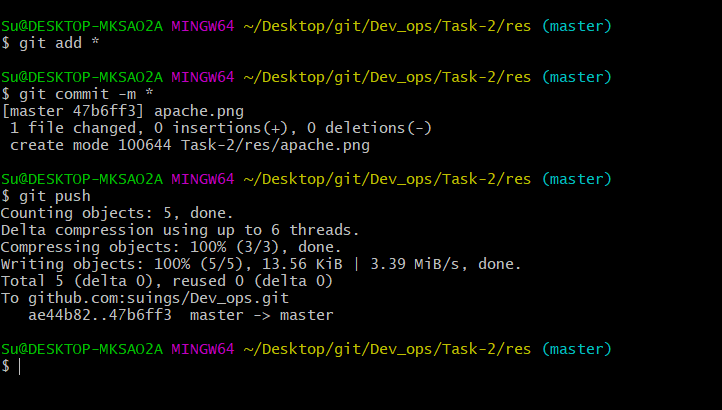 Su@DESKTOP-MKSAO2A MINGW64 ~/Desktop/git/Dev_ops/Task-2/res (master)
$ git add *
Su@DESKTOP-MKSAO2A MINGW64 ~/Desktop/git/Dev_ops/Task-2/res (master)
$ git commit -m *
[master 47b6ff3] apache.png
 1 file changed, 0 insertions(+), 0 deletions(-)
 create mode 100644 Task-2/res/apache.png
Su@DESKTOP-MKSAO2A MINGW64 ~/Desktop/git/Dev_ops/Task-2/res (master)
$ git push
Counting objects: 5, done.
Delta compression using up to 6 threads.
Compressing objects: 100% (3/3), done.
Writing objects: 100% (5/5), 13.56 KiB | 3.39 MiB/s, done.
Total 5 (delta 0), reused 0 (delta 0)
To github.com:suings/Dev_ops.git
   ae44b82..47b6ff3  master -> master
Su@DESKTOP-MKSAO2A MINGW64 ~/Desktop/git/Dev_ops/Task-2/res (master)
$